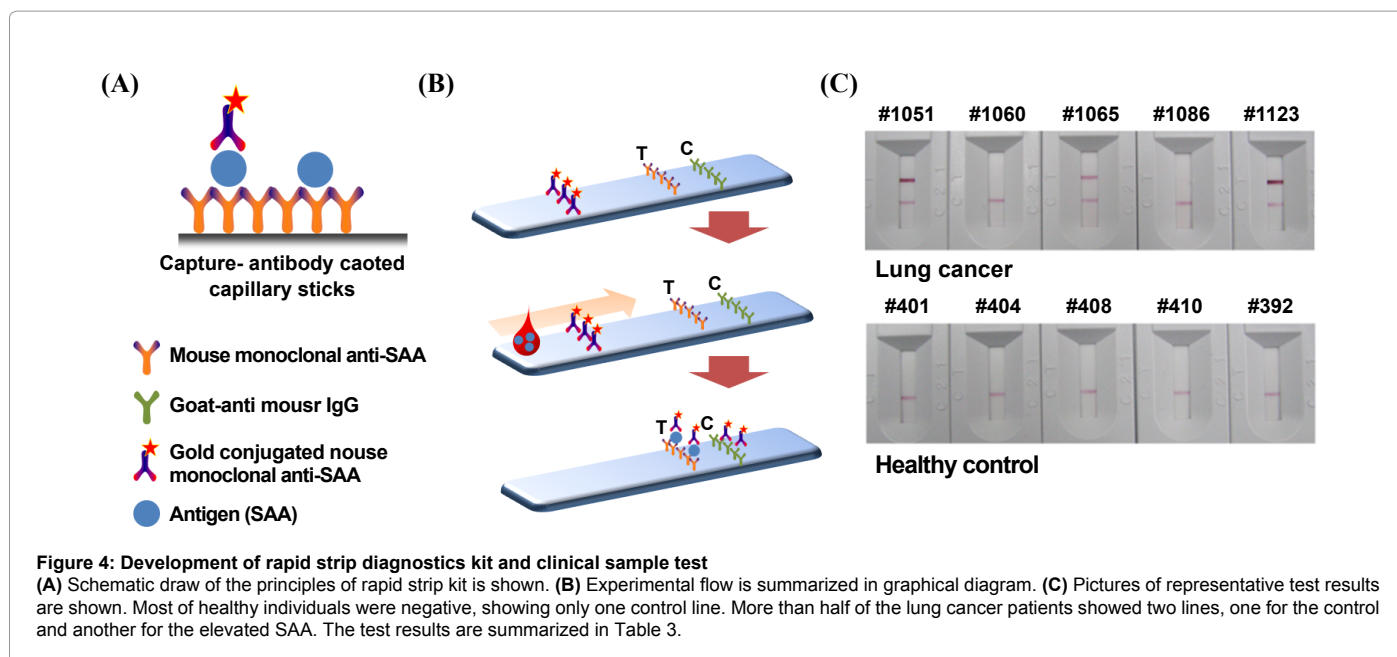 (A)
(B)
(C)
Capture- antibody caoted
capillary sticks
Mouse monoclonal anti-SAA
Goat-anti mousr IgG
Gold conjugated nouse
monoclonal anti-SAA
Antigen (SAA)
T
C
T
C
T
C
#1051 #1060 #1065 #1086 #1123
Lung cancer
#401 #404 #408 #410 #392
Healthy control
Figure 4: Development of rapid strip diagnostics kit and clinical sample test
(A) Schematic draw of the principles of rapid strip kit is shown. (B) Experimental flow is summarized in graphical diagram. (C) Pictures of representative test results
are shown. Most of healthy individuals were negative, showing only one control line. More than half of the lung cancer patients showed two lines, one for the control
and another for the elevated SAA. The test results are summarized in Table 3.